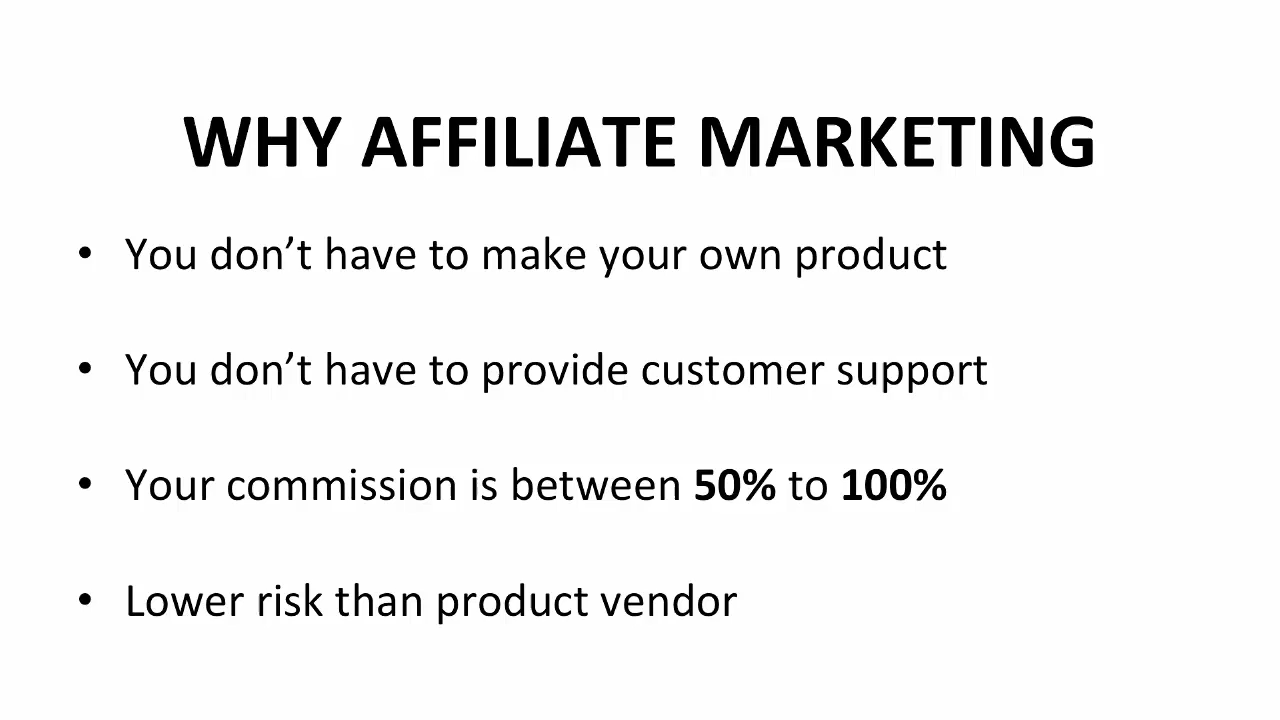 WHY AFFILIATE MARKETING
• You don’t have to make your own product
• You don’t have to provide customer support
• Your commission is between 50% to 100%
• Lower risk than product vendor